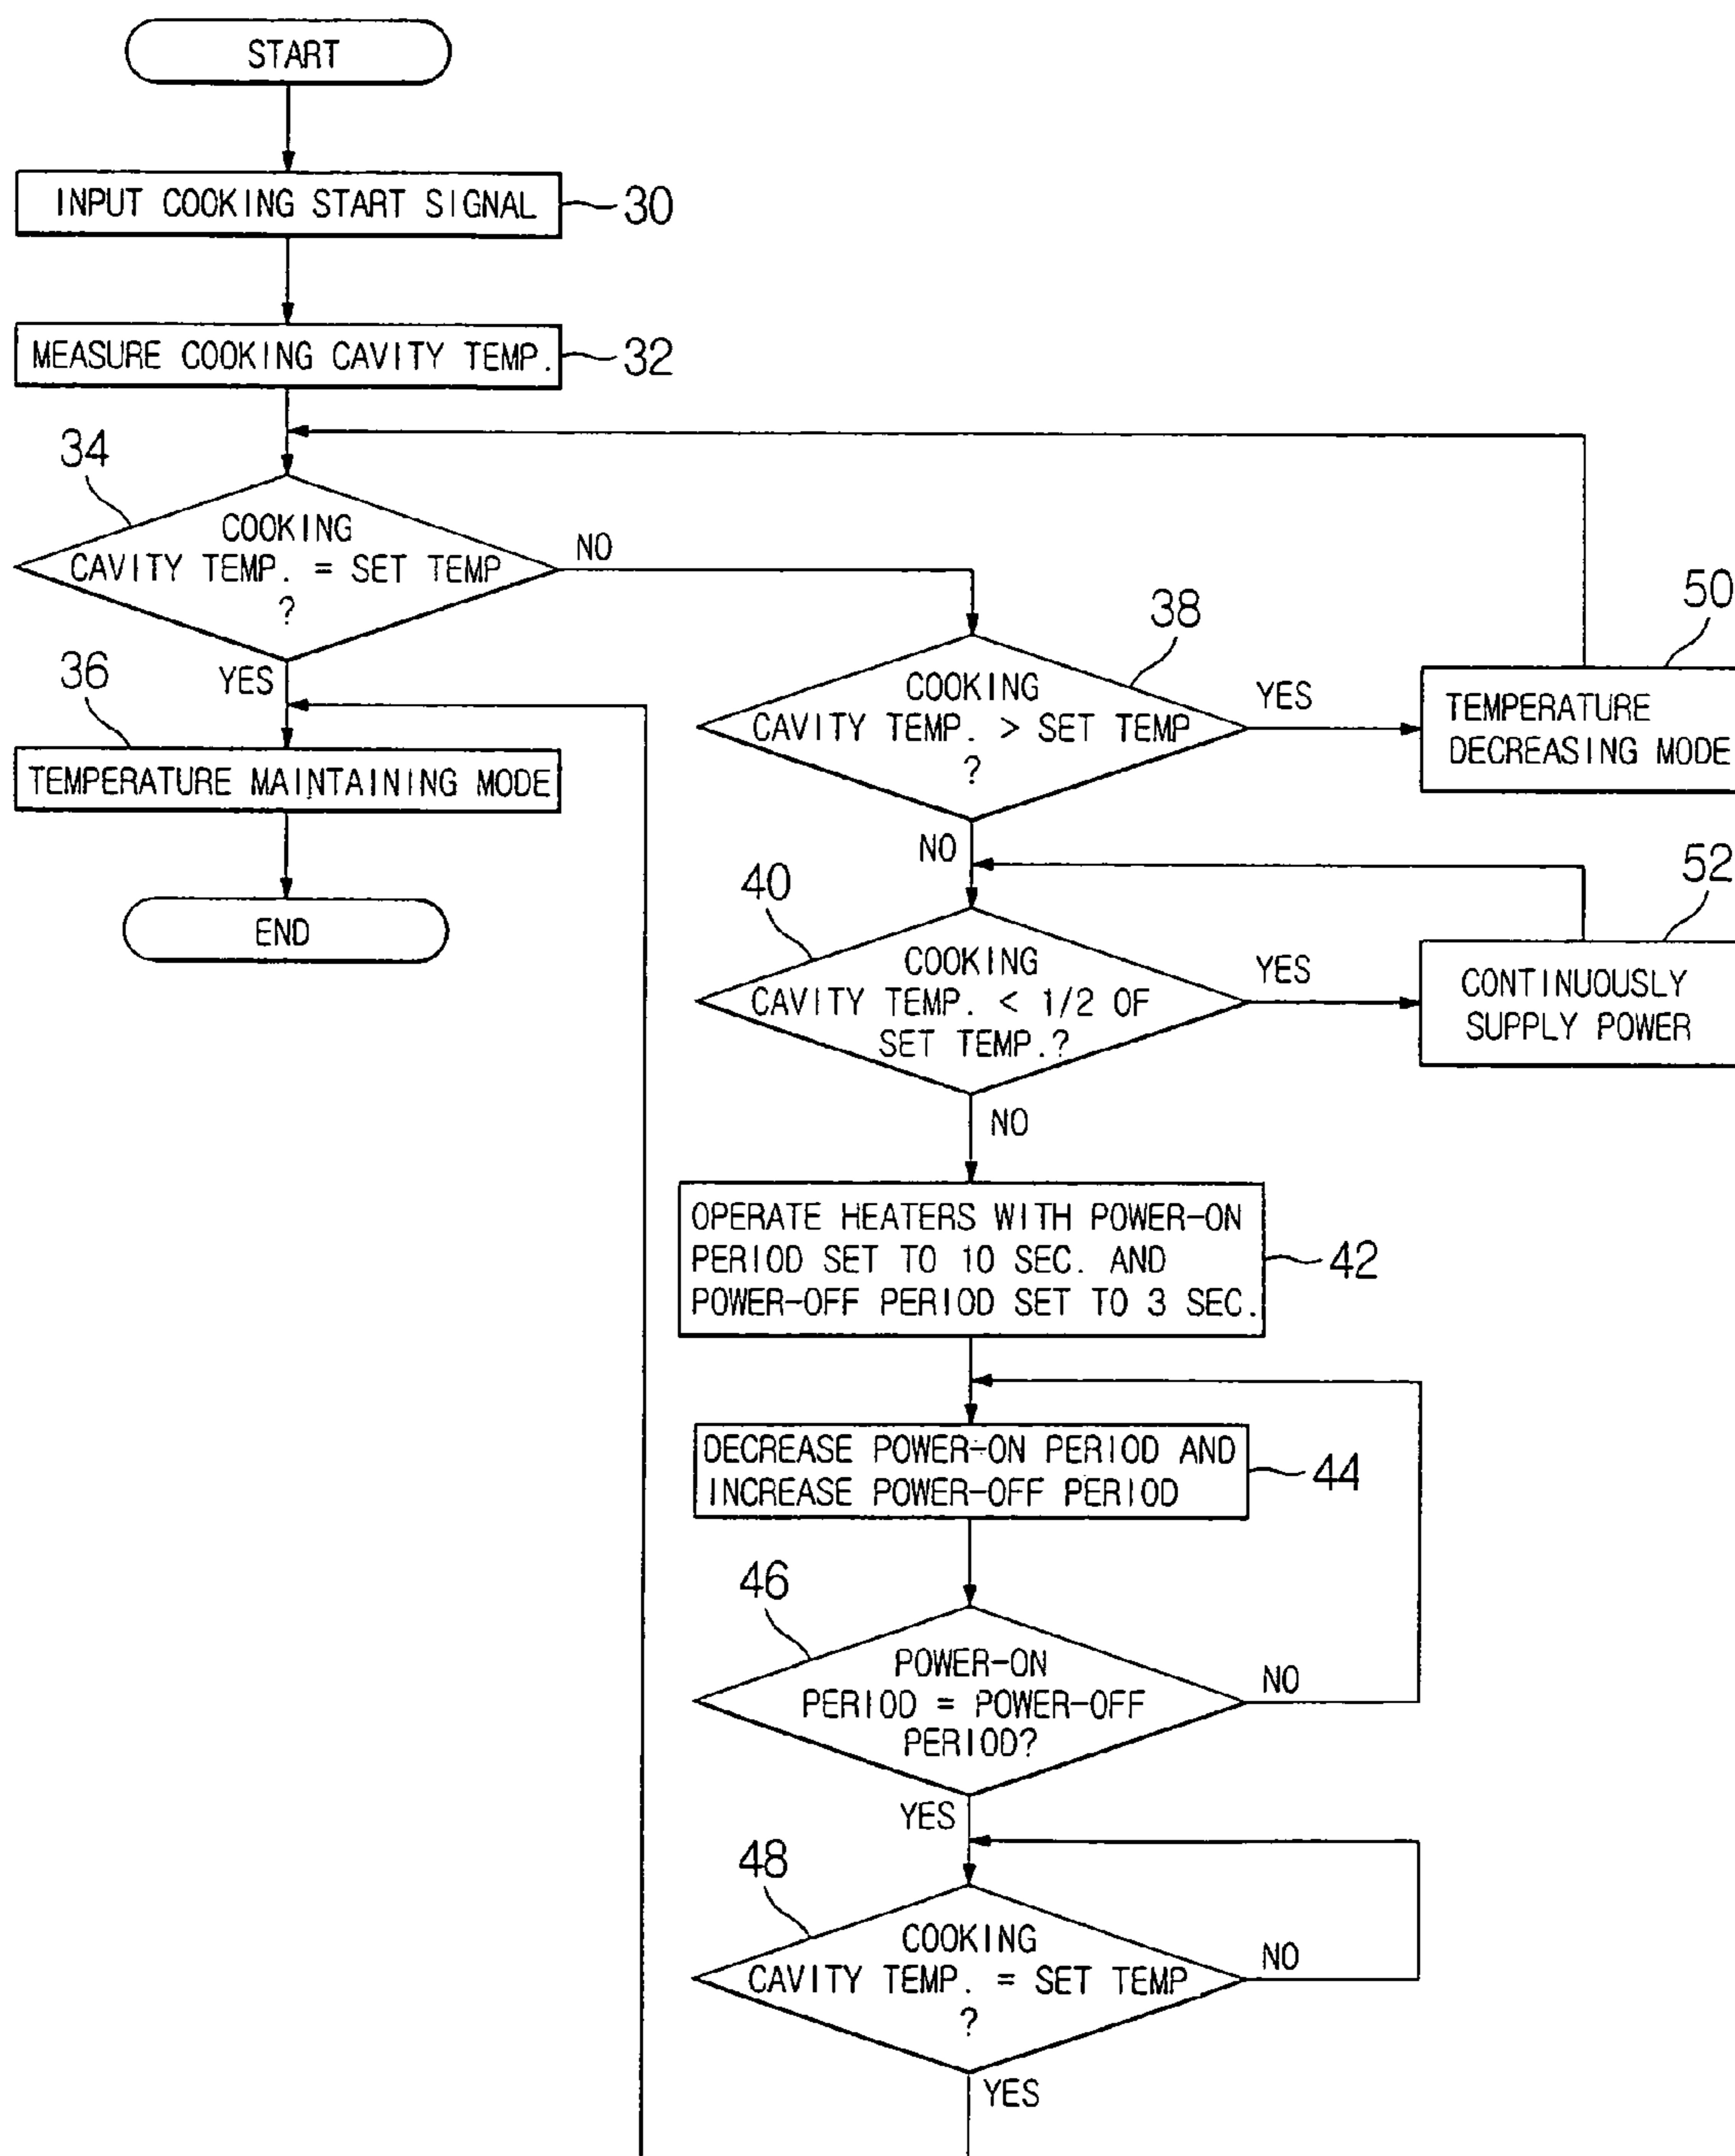 START
INPUT COOKING START SIGNAL
30
MEASURE COOKING CAVITY TEMP.
32
34
COOKING
CAVITY TEMP. = SET TEMP
?
NO
YES
36
TEMPERATURE MAINTAINING MODE
END
38
COOKING
CAVITY TEMP. > SET TEMP
?
YES
50
TEMPERATURE
DECREASING MODE
NO
40
COOKING
CAVITY TEMP. < 1/2 OF
SET TEMP.?
YES
52
CONTINUOUSLY
SUPPLY POWER
NO
OPERATE HEATERS WITH POWER-ON
PERIOD SET TO 10 SEC. AND
POWER-OFF PERIOD SET TO 3 SEC.
42
DECREASE POWER-ON PERIOD AND
INCREASE POWER-OFF PERIOD
44
46
POWER-ON
PERIOD = POWER-OFF
PERIOD?
NO
YES
48
COOKING
CAVITY TEMP. = SET TEMP
?
NO
YES